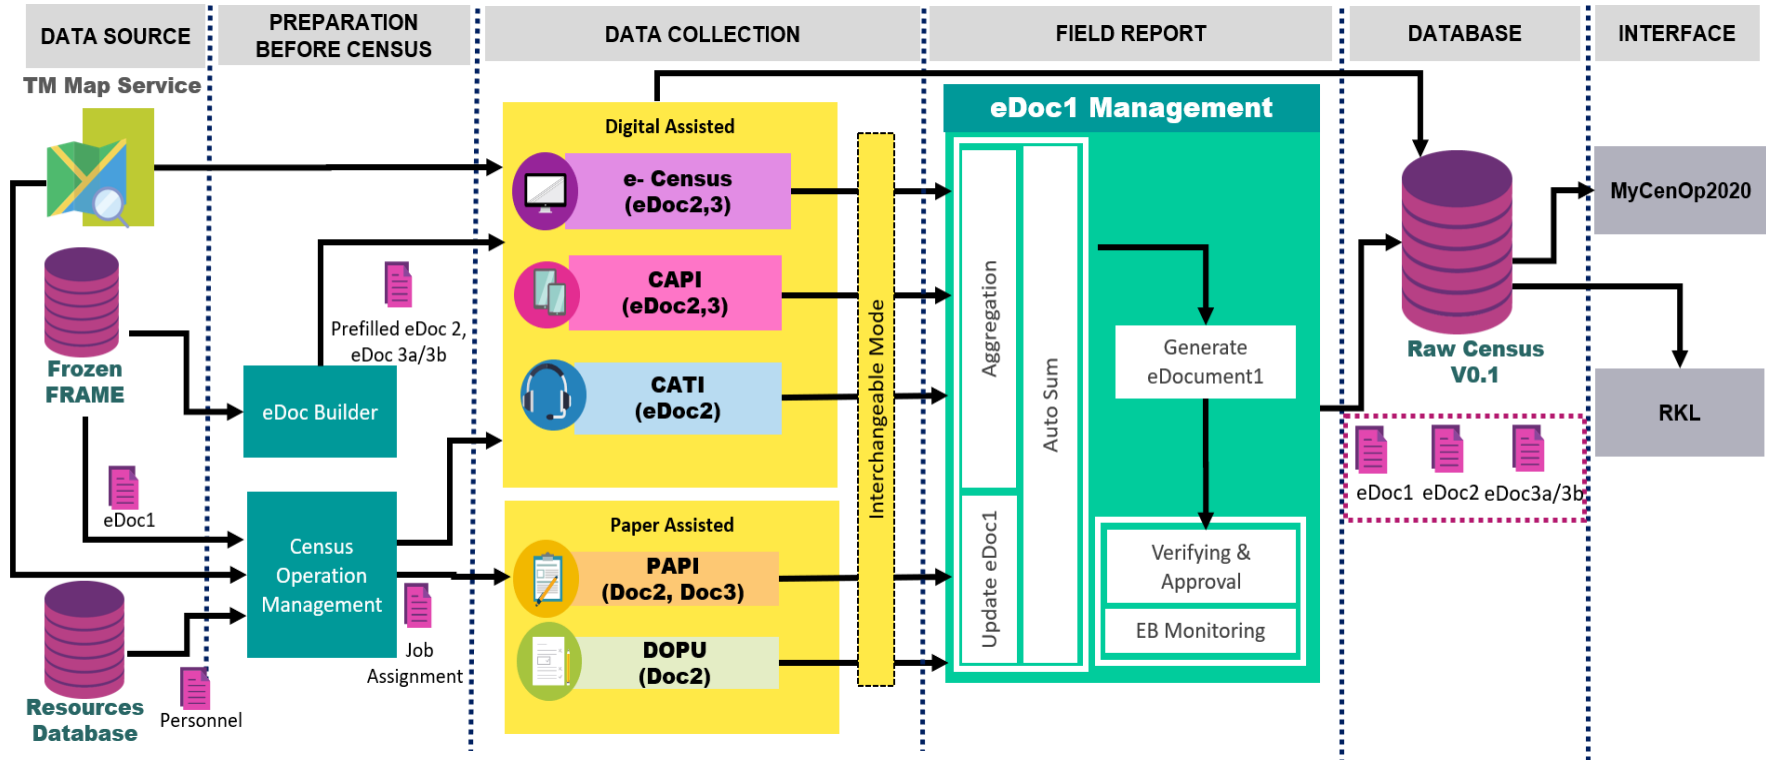 DATA SOURCE
PREPARATION
BEFORE CENSUS
DATA COLLECTION
FIELD REPORT
DATABASE
INTERFACE
TM Map Service
Frozen
FRAME
eDoc1
Resources
Database
Personnel
Prefilled eDoc 2,
eDoc 3a/3b
eDoc Builder
Census
Operation
Management
Job
Assignment
Digital Assisted
e- Census
(eDoc2,3)
CAPI
(eDoc2,3)
CATI
(eDoc2)
Paper Assisted
PAPI
(Doc2, Doc3)
DOPU
(Doc2)
Interchangeable Mode
eDoc1 Management
Aggregation
Update eDoc1
Auto Sum
Generate
eDocument1
Verifying &
Approval
EB Monitoring
Raw Census
V0.1
eDoc1
eDoc2
eDoc3a/3b
MyCenOp2020
RKL